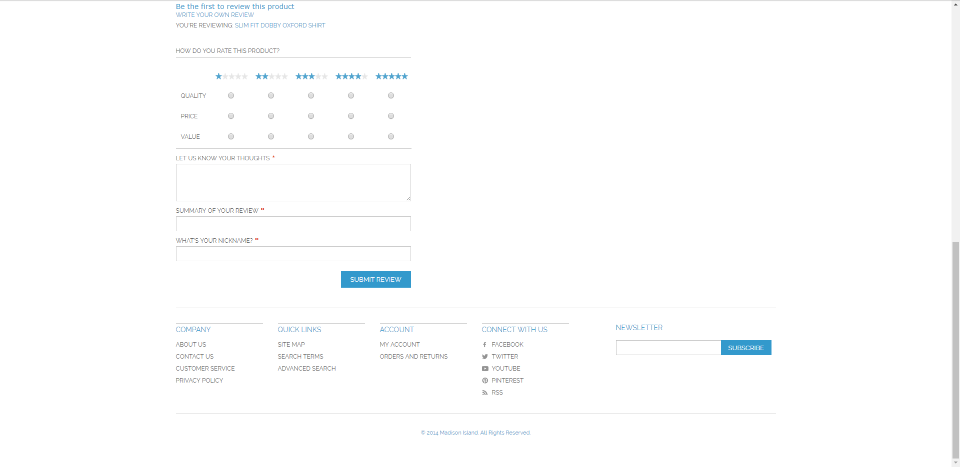 Be the first to review this product
WRITE YOUR OWN REVIEW
YOU'RE REVIEWING: SLIM FIT DOBBY OXFORD SHIRT
HOW DO YOU RATE THIS PRODUCT?
QUALITY
PRICE
VALUE
LET US KNOW YOUR THOUGHTS *
SUMMARY OF YOUR REVIEW *
WHAT'S YOUR NICKNAME? *
SUBMIT REVIEW
COMPANY
ABOUT US
CONTACT US
CUSTOMER SERVICE
PRIVACY POLICY
QUICK LINKS
SITE MAP
SEARCH TERMS
ADVANCED SEARCH
ACCOUNT
MY ACCOUNT
ORDERS AND RETURNS
CONNECT WITH US
FACEBOOK
TWITTER
YOUTUBE
PINTEREST
RSS
NEWSLETTER
SUBSCRIBE
© 2014 Madison Island. All Rights Reserved.